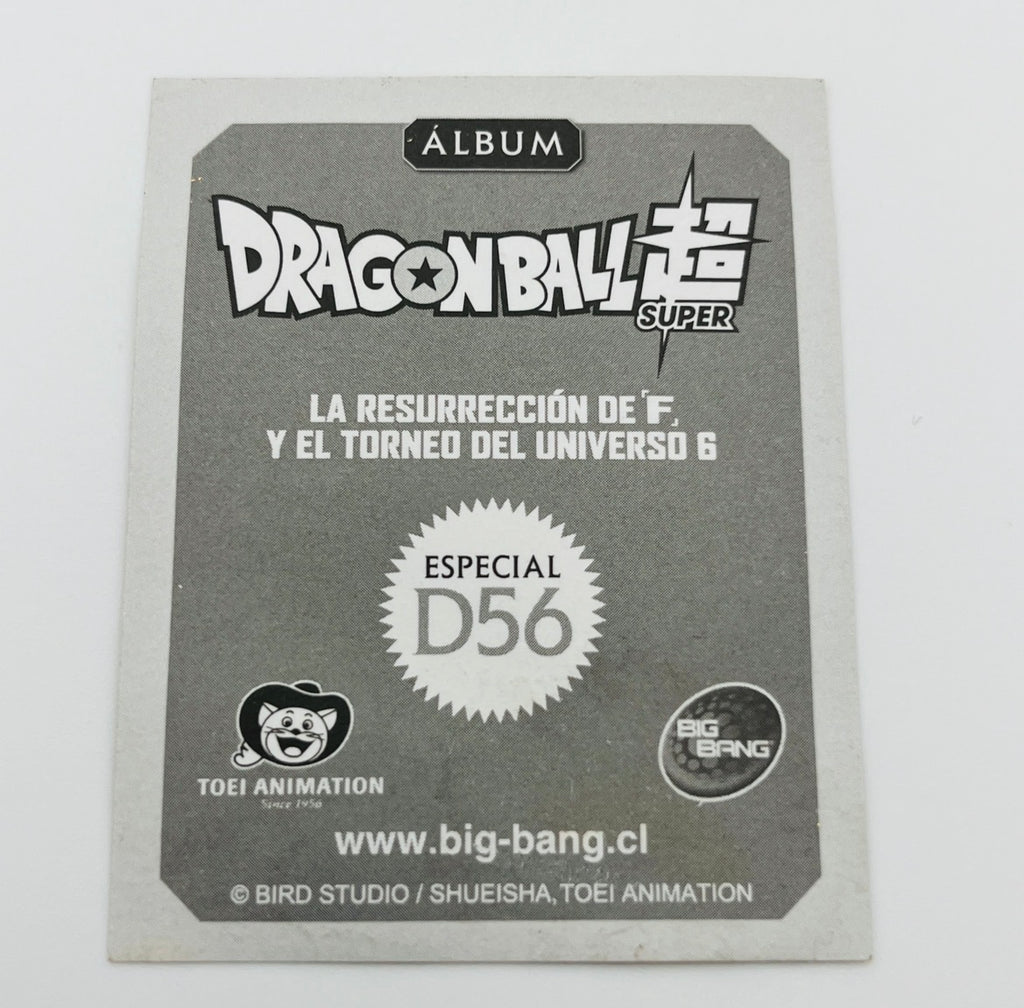 ÁLBUM
DRAGON BALL 超
SUPER
LA RESURRECCIÓN DE「F」
Y EL TORNEO DEL UNIVERSO 6
ESPECIAL
D56
BIG
BANG
TOEI ANIMATION
Since 1956
www.big-bang.cl
© BIRD STUDIO / SHUEISHA, TOEI ANIMATION